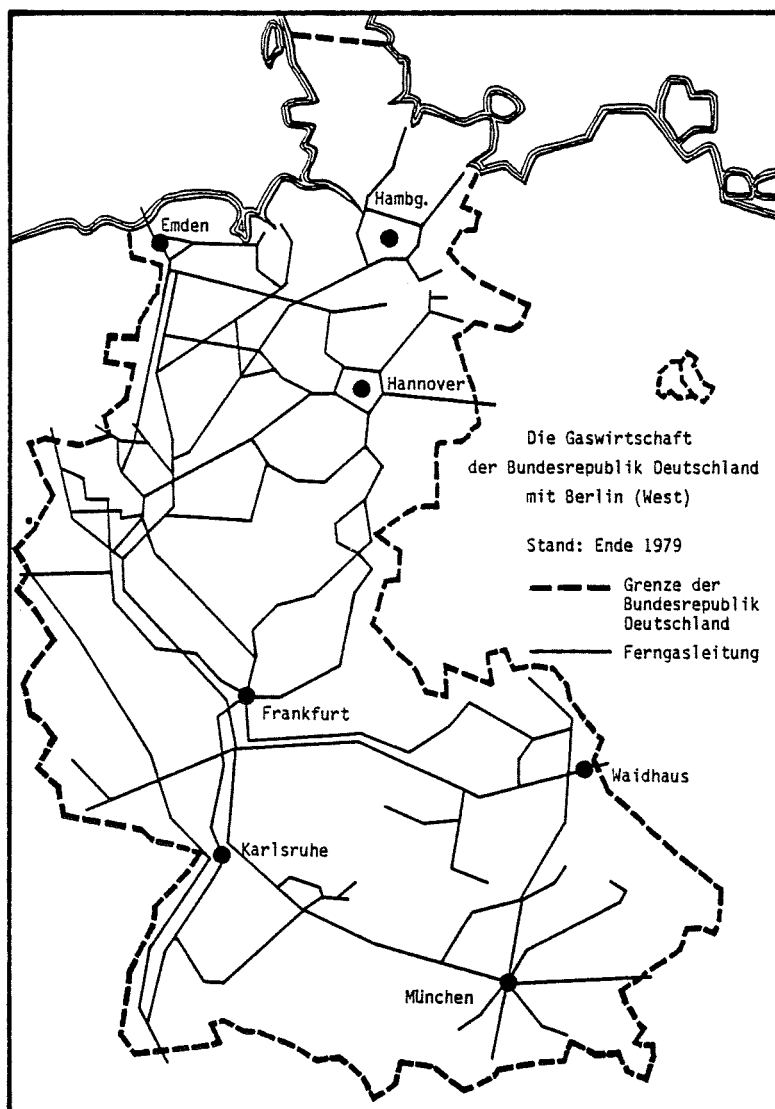 Hambg.
Emden
Hannover
Die Gaswirtschaft
der Bundesrepublik Deutschland
mit Berlin (West)
Stand: Ende 1979
Grenze der
Bundesrepublik
Deutschland
Ferngasleitung
Frankfurt
Waidhaus
Karlsruhe
München